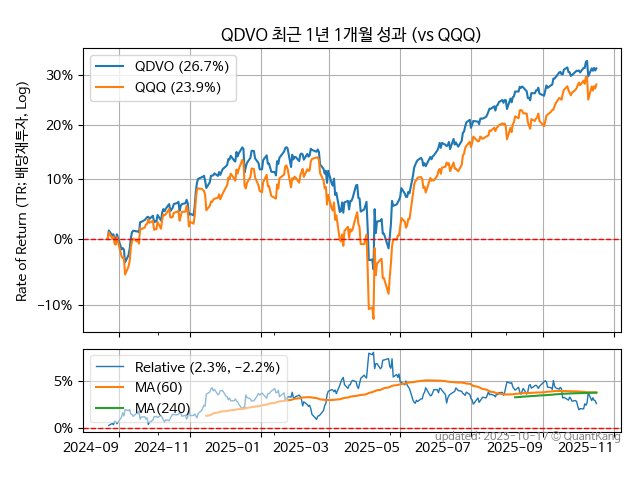 QDVO 최근 1년 1개월 성과 (vs QQQ)
Rate of Return (TR: 배당재투자, Log)
30%
20%
10%
0%
−10%
QDVO (26.7%)
QQQ (23.9%)
5%
0%
Relative (2.3%, −2.2%)
MA(60)
MA(240)
2024−09 2024−11 2025−01 2025−03 2025−05 2025−07 2025−09 2025−11
updated: 2025−10−17 © QuantKang